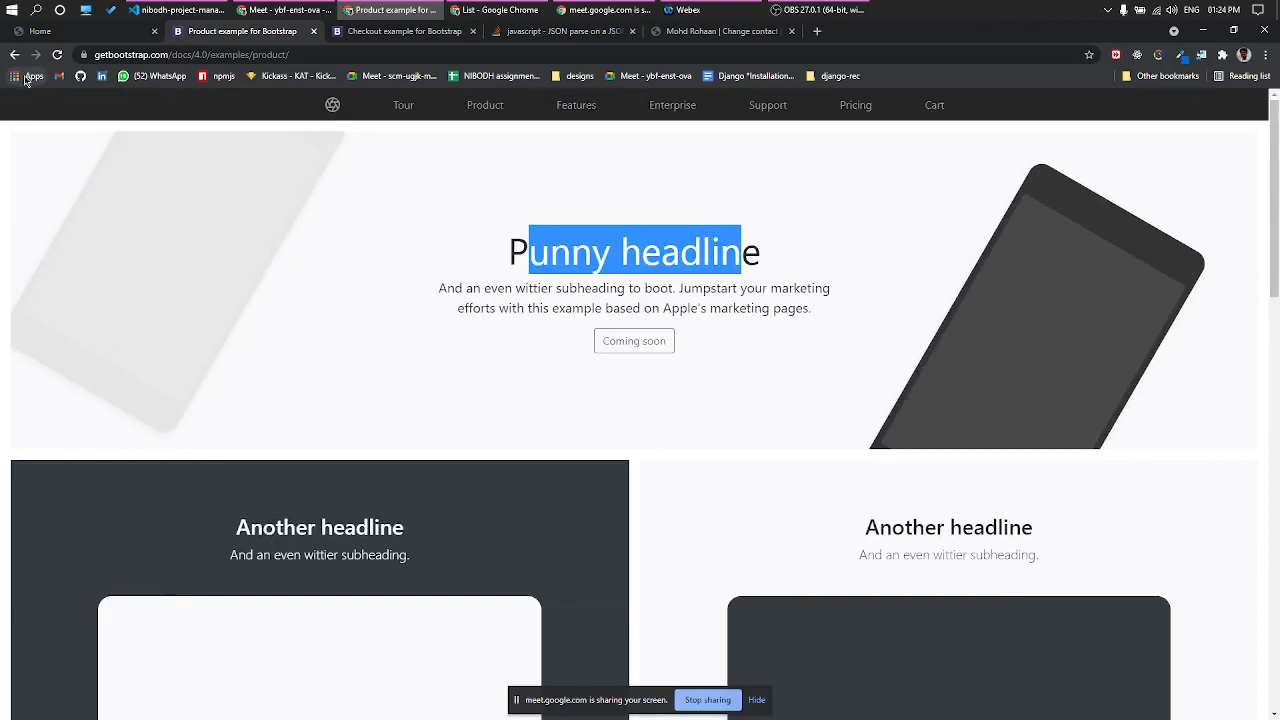 nibodh-project-mana...
Meet - ybf-enst-ova - ...
Product example for ...
List - Google Chrome
meet.google.com is s...
Webex
OBS 27.0.1 (64-bit, wi...
ENG
01:24 PM
Home
Product example for Bootstrap
Checkout example for Bootstrap
javascript - JSON parse on a JSO
Mohd Rohaan | Change contact
getbootstrap.com/docs/4.0/examples/product/
Apps
(52) WhatsApp
npmjs
Kickass - KAT - Kick...
Meet - scm-ugjk-m...
NIBODH assignmen...
designs
Meet - ybf-enst-ova
Django "Installation...
django-rec
Other bookmarks
Reading list
Tour
Product
Features
Enterprise
Support
Pricing
Cart
Punny headline
And an even wittier subheading to boot. Jumpstart your marketing
efforts with this example based on Apple's marketing pages.
Coming soon
Another headline
And an even wittier subheading.
Another headline
And an even wittier subheading.
meet.google.com is sharing your screen.
Stop sharing
Hide